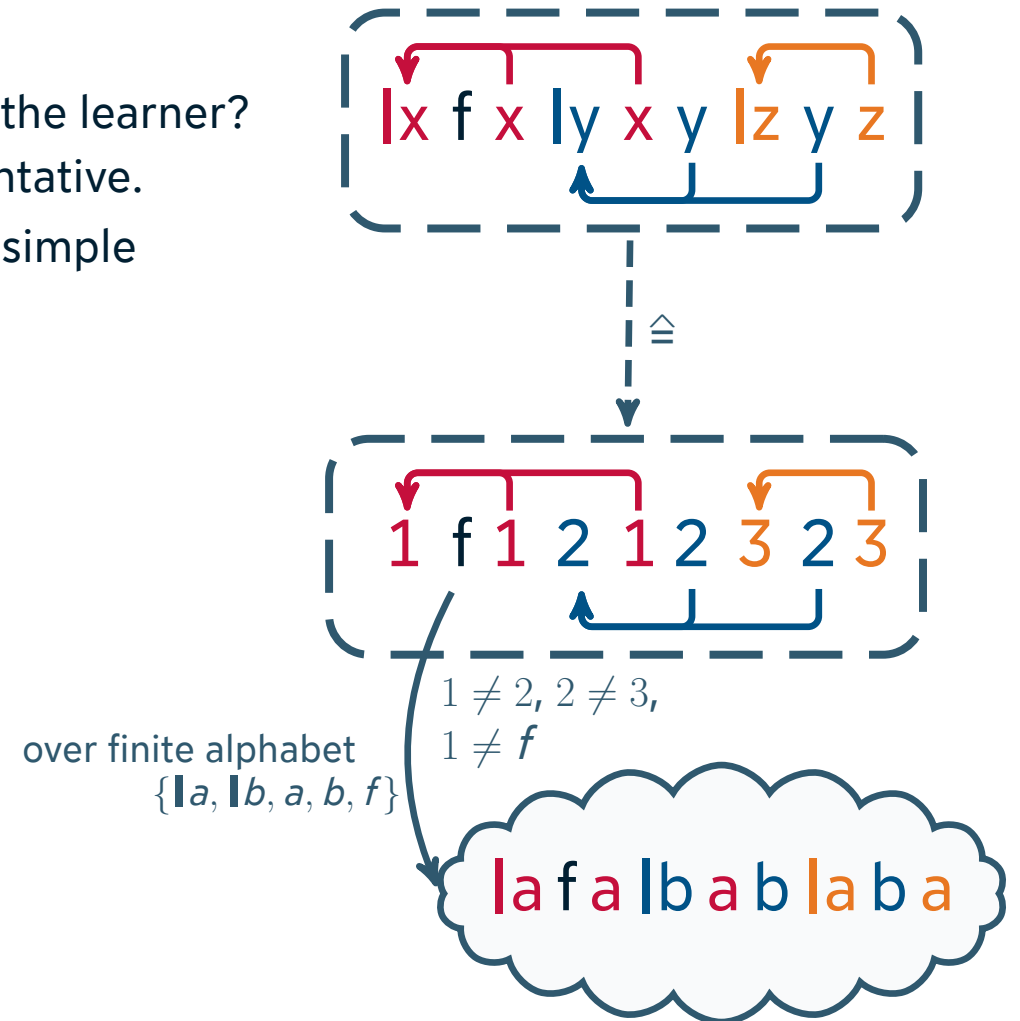 the learner?
ntative.
simple
|x f x |y x y |z y z
≙
1 f 1 2 1 2 3 2 3
1 ≠ 2, 2 ≠ 3,
1 ≠ f
over finite alphabet
{|a, |b, a, b, f}
|a f a |b a b |a b a